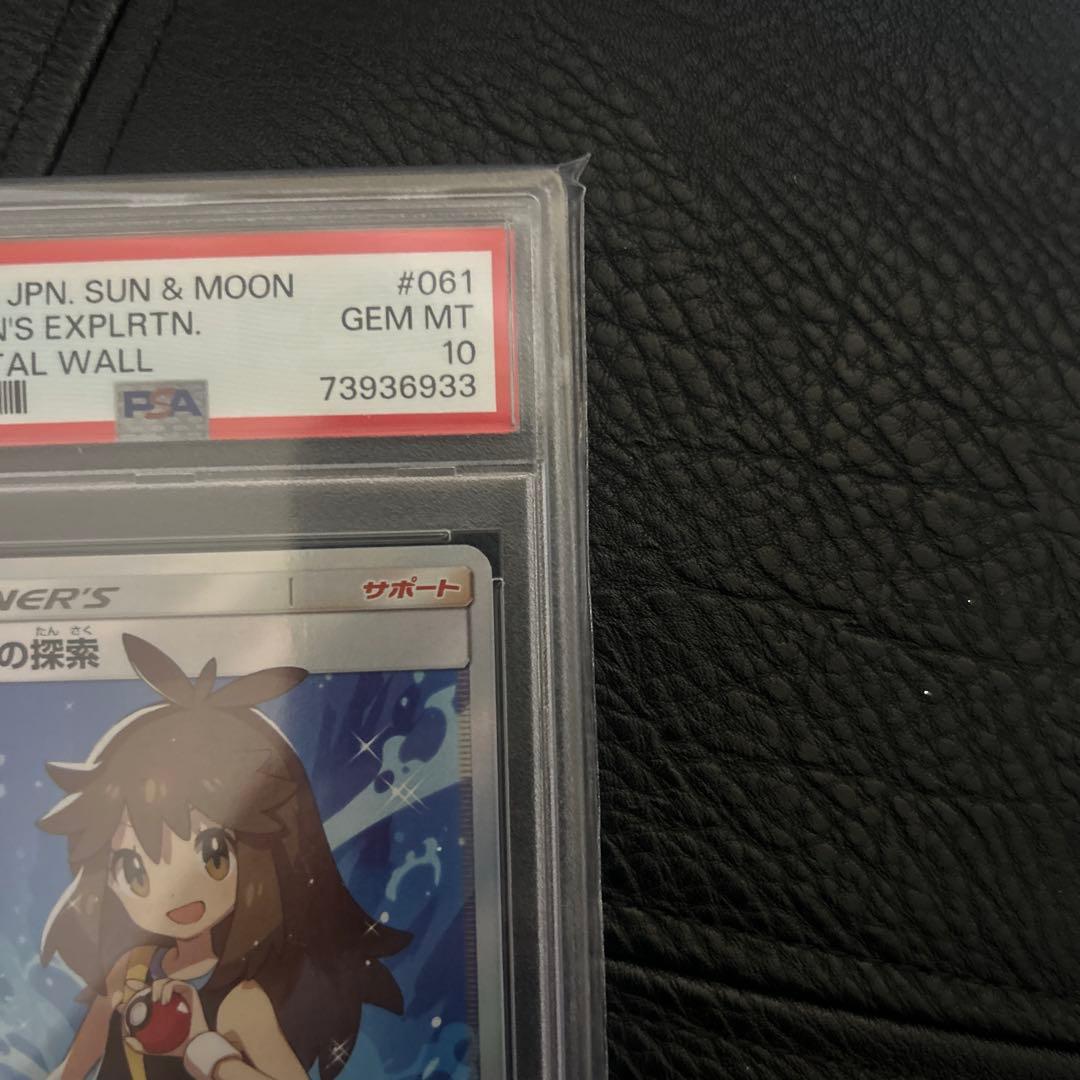 JPN. SUN & MOON #061
N'S EXPLRTN. GEM MT
TAL WALL 10
73936933
PSA
NER'S サポート
たん さく
の探索